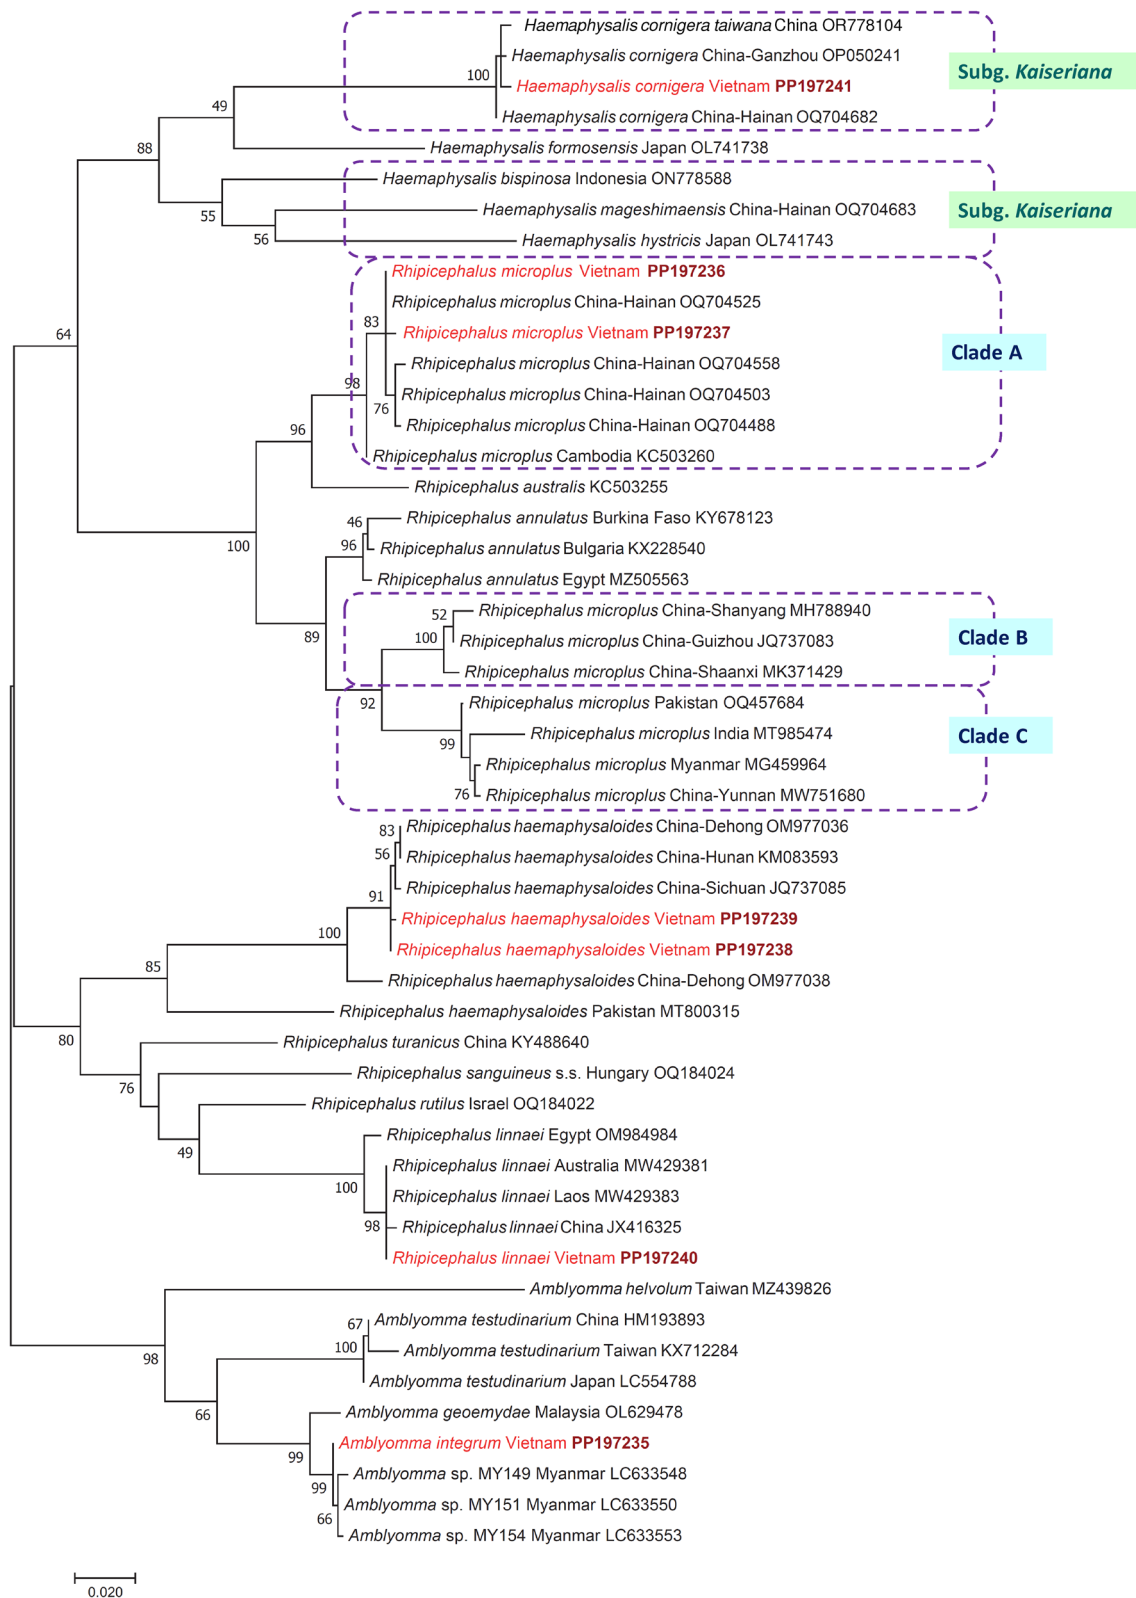 Haemaphysalis cornigera taiwana China OR778104
Haemaphysalis cornigera China-Ganzhou OP050241
Subg. Kaiseriana
100
Haemaphysalis cornigera Vietnam PP197241
49
Haemaphysalis cornigera China-Hainan OQ704682
88
Haemaphysalis formosensis Japan OL741738
Haemaphysalis bispinosa Indonesia ON778588
55
Haemaphysalis mageshimaensis China-Hainan OQ704683
Subg. Kaiseriana
56
Haemaphysalis hystricis Japan OL741743
Rhipicephalus microplus Vietnam PP197236
Rhipicephalus microplus China-Hainan OQ704525
83
64
Rhipicephalus microplus Vietnam PP197237
Clade A
Rhipicephalus microplus China-Hainan OQ704558
98
Rhipicephalus microplus China-Hainan OQ704503
76
96
Rhipicephalus microplus China-Hainan OQ704488
Rhipicephalus microplus Cambodia KC503260
Rhipicephalus australis KC503255
46
Rhipicephalus annulatus Burkina Faso KY678123
100
96
Rhipicephalus annulatus Bulgaria KX228540
Rhipicephalus annulatus Egypt MZ505563
52
Rhipicephalus microplus China-Shanyang MH788940
89
100
Rhipicephalus microplus China-Guizhou JQ737083
Clade B
Rhipicephalus microplus China-Shaanxi MK371429
92
Rhipicephalus microplus Pakistan OQ457684
99
Rhipicephalus microplus India MT985474
Clade C
Rhipicephalus microplus Myanmar MG459964
76
Rhipicephalus microplus China-Yunnan MW751680
83
Rhipicephalus haemaphysaloides China-Dehong OM977036
56
Rhipicephalus haemaphysaloides China-Hunan KM083593
91
Rhipicephalus haemaphysaloides China-Sichuan JQ737085
Rhipicephalus haemaphysaloides Vietnam PP197239
100
Rhipicephalus haemaphysaloides Vietnam PP197238
85
Rhipicephalus haemaphysaloides China-Dehong OM977038
Rhipicephalus haemaphysaloides Pakistan MT800315
80
Rhipicephalus turanicus China KY488640
76
Rhipicephalus sanguineus s.s. Hungary OQ184024
Rhipicephalus rutilus Israel OQ184022
49
Rhipicephalus linnaei Egypt OM984984
Rhipicephalus linnaei Australia MW429381
100
Rhipicephalus linnaei Laos MW429383
98
Rhipicephalus linnaei China JX416325
Rhipicephalus linnaei Vietnam PP197240
Amblyomma helvolum Taiwan MZ439826
67
Amblyomma testudinarium China HM193893
98
100
Amblyomma testudinarium Taiwan KX712284
Amblyomma testudinarium Japan LC554788
66
Amblyomma geoemydae Malaysia OL629478
Amblyomma integrum Vietnam PP197235
99
Amblyomma sp. MY149 Myanmar LC633548
99
Amblyomma sp. MY151 Myanmar LC633550
66
Amblyomma sp. MY154 Myanmar LC633553
0.020